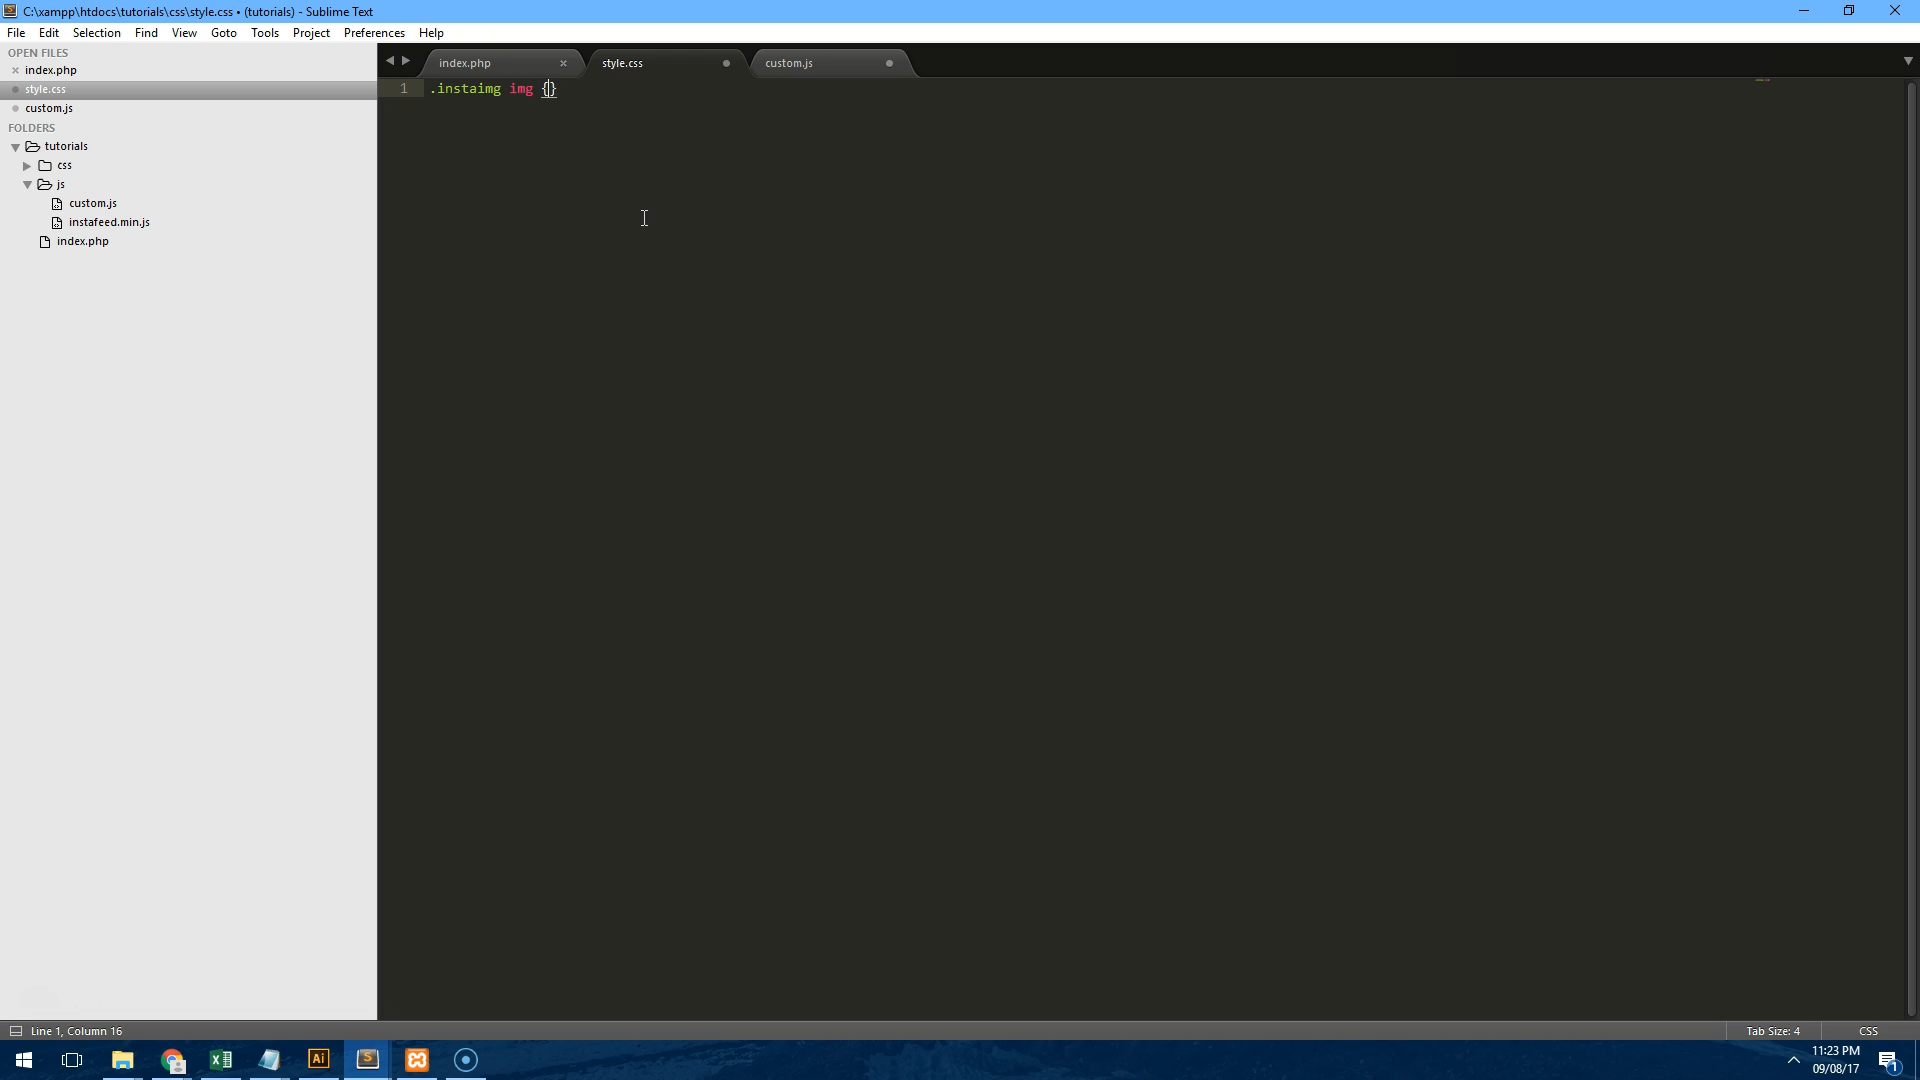 C:\xampp\htdocs\tutorials\css\style.css • (tutorials) - Sublime Text
File Edit Selection Find View Goto Tools Project Preferences Help
OPEN FILES
index.php
style.css
custom.js
FOLDERS
tutorials
css
js
custom.js
instafeed.min.js
index.php
index.php style.css custom.js
1 .instaimg img {}
Line 1, Column 16 Tab Size: 4 CSS
Ai
11:23 PM
09/08/17
1